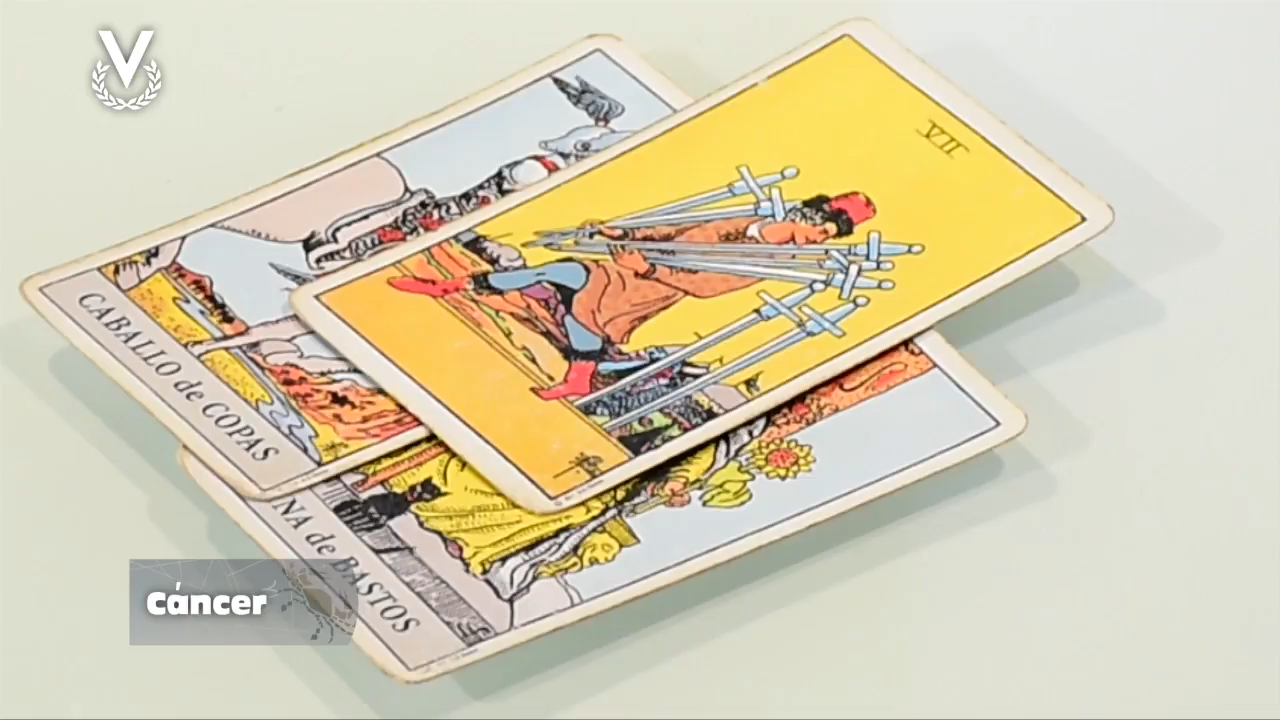 V
VII
CABALLO de COPAS
NA de BASTOS
Cáncer